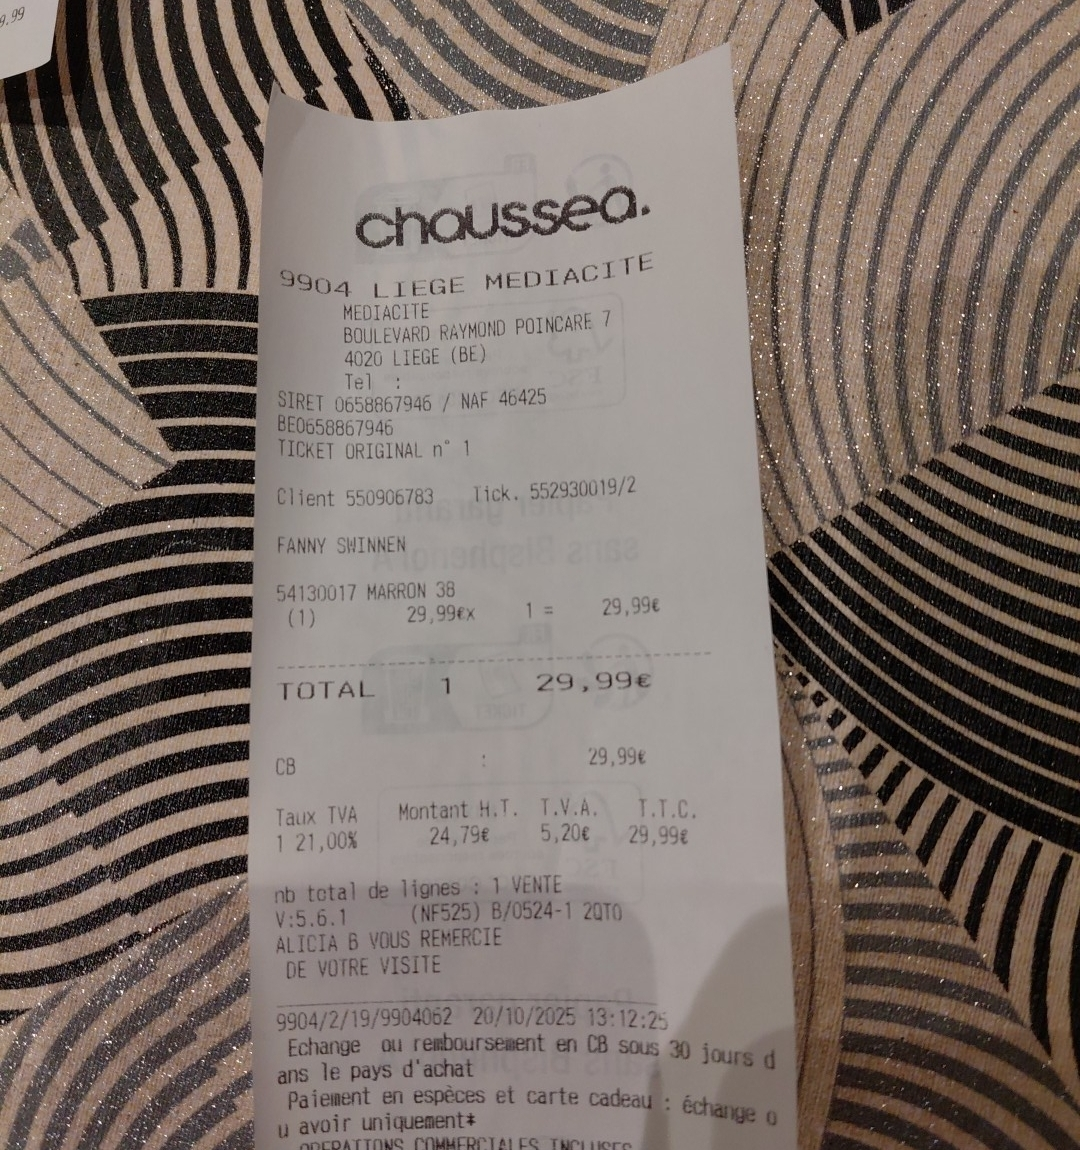 9.99
chaussea.
9904 LIEGE MEDIACITE
MEDIACITE
BOULEVARD RAYMOND POINCARE 7
4020 LIEGE (BE)
Tel :
SIRET 0658867946 / NAF 46425
BE0658867946
TICKET ORIGINAL n° 1
Client 550906783 Tick. 552930019/2
FANNY SWINNEN
54130017 MARRON 38
(1) 29,99€x 1 = 29,99€
TOTAL 1 29,99€
CB : 29,99€
Taux TVA Montant H.T. T.V.A. T.T.C.
1 21,00% 24,79€ 5,20€ 29,99€
nb total de lignes : 1 VENTE
V:5.6.1 (NF525) B/0524-1 2QTO
ALICIA B VOUS REMERCIE
DE VOTRE VISITE
9904/2/19/9904062 20/10/2025 13:12:25
Echange ou remboursement en CB sous 30 jours d
ans le pays d'achat
Paiement en espèces et carte cadeau : échange o
u avoir uniquement*
OPERATIONS COMMERCIALES INCLUSES